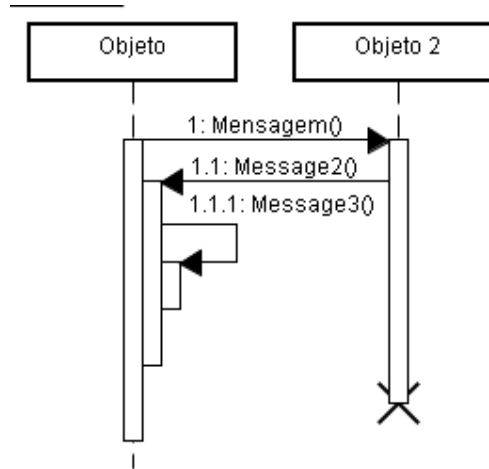 Objeto
Objeto 2
1: Mensagem()
1.1: Message2()
1.1.1: Message3()